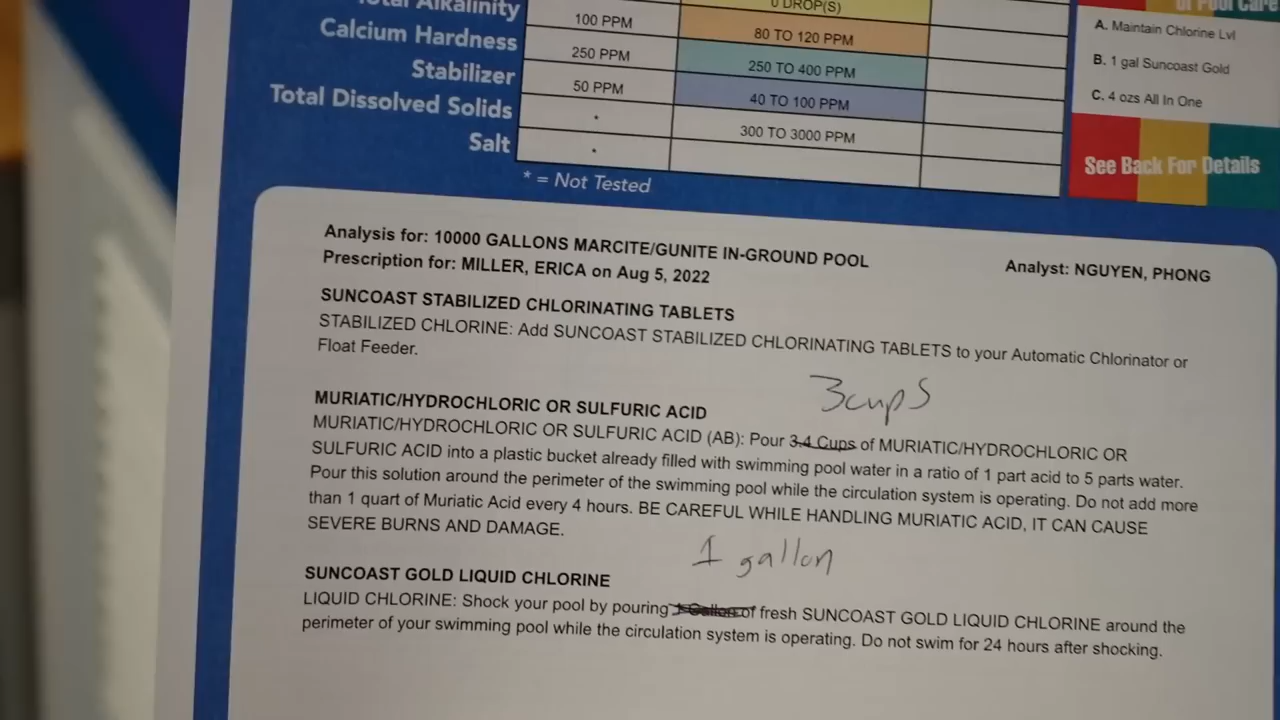 Total Alkalinity 100 PPM 80 TO 120 PPM
0 DROP(S)
Calcium Hardness 250 PPM 250 TO 400 PPM
Stabilizer 50 PPM 40 TO 100 PPM
Total Dissolved Solids * 300 TO 3000 PPM
Salt *
* = Not Tested
of Pool Care
A. Maintain Chlorine Lvl
B. 1 gal Suncoast Gold
C. 4 ozs All In One
See Back For Details
Analysis for: 10000 GALLONS MARCITE/GUNITE IN-GROUND POOL
Analyst: NGUYEN, PHONG
Prescription for: MILLER, ERICA on Aug 5, 2022
SUNCOAST STABILIZED CHLORINATING TABLETS
STABILIZED CHLORINE: Add SUNCOAST STABILIZED CHLORINATING TABLETS to your Automatic Chlorinator or
Float Feeder.
3 cups
MURIATIC/HYDROCHLORIC OR SULFURIC ACID
MURIATIC/HYDROCHLORIC OR SULFURIC ACID (AB): Pour 3.4 Cups of MURIATIC/HYDROCHLORIC OR
SULFURIC ACID into a plastic bucket already filled with swimming pool water in a ratio of 1 part acid to 5 parts water.
Pour this solution around the perimeter of the swimming pool while the circulation system is operating. Do not add more
than 1 quart of Muriatic Acid every 4 hours. BE CAREFUL WHILE HANDLING MURIATIC ACID, IT CAN CAUSE
SEVERE BURNS AND DAMAGE.
1 gallon
SUNCOAST GOLD LIQUID CHLORINE
LIQUID CHLORINE: Shock your pool by pouring 1 Gallon of fresh SUNCOAST GOLD LIQUID CHLORINE around the
perimeter of your swimming pool while the circulation system is operating. Do not swim for 24 hours after shocking.